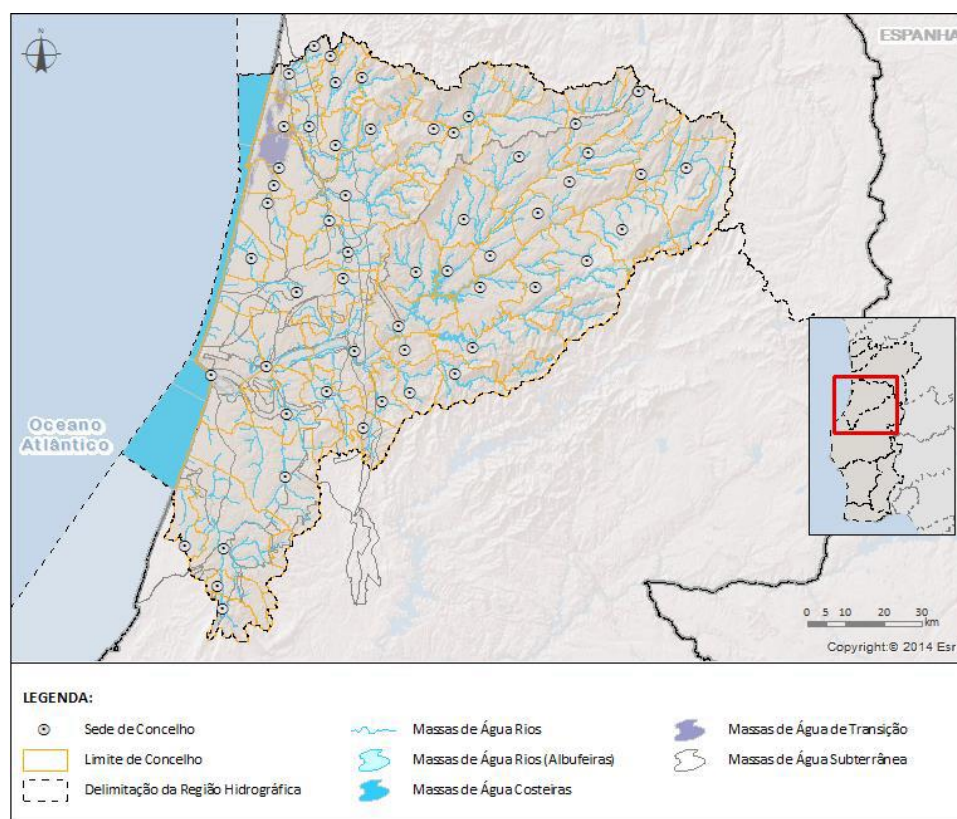 N
ESPANHA
Oceano
Atlântico
0 5 10 20 30
km
Copyright:© 2014 Esr
LEGENDA:
Sede de Concelho
Massas de Água Rios
Massas de Água de Transição
Limite de Concelho
Massas de Água Rios (Albufeiras)
Massas de Água Subterrânea
Delimitação da Região Hidrográfica
Massas de Água Costeiras